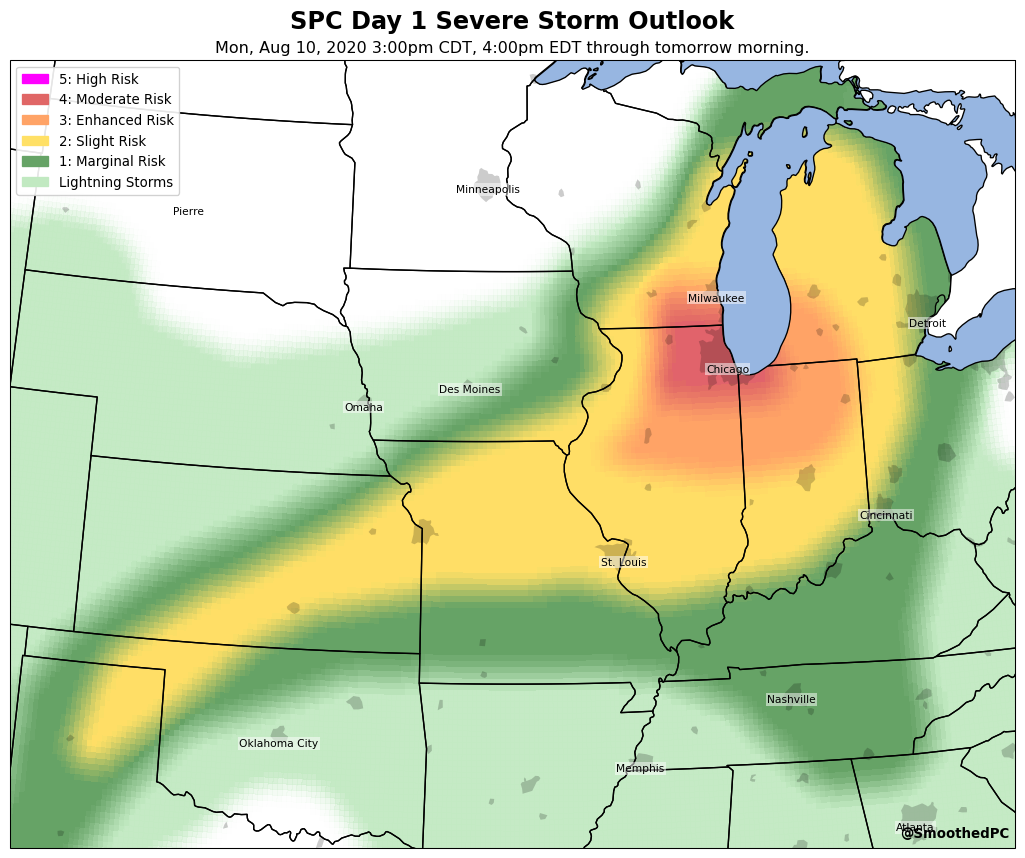 SPC Day 1 Severe Storm Outlook
Mon, Aug 10, 2020 3:00pm CDT, 4:00pm EDT through tomorrow morning.
5: High Risk
4: Moderate Risk
3: Enhanced Risk
2: Slight Risk
1: Marginal Risk
Lightning Storms
Minneapolis
Pierre
Milwaukee
Detroit
Chicago
Des Moines
Omaha
Cincinnati
St. Louis
Nashville
Oklahoma City
Memphis
Atlanta
@SmoothedPC